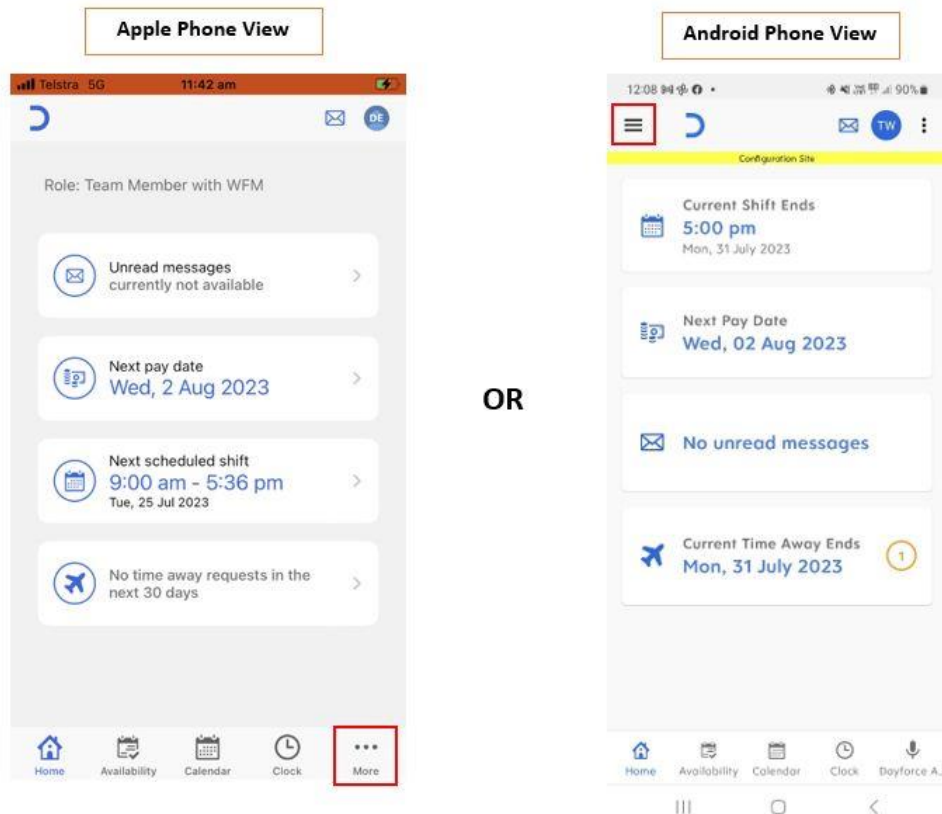 Apple Phone View
Telstra 5G 11:42 am
DE
Role: Team Member with WFM
Unread messages
currently not available
Next pay date
Wed, 2 Aug 2023
Next scheduled shift
9:00 am - 5:36 pm
Tue, 25 Jul 2023
No time away requests in the
next 30 days
Home Availability Calendar Clock More
OR
Android Phone View
12:08 90%
TW
Configuration Site
Current Shift Ends
5:00 pm
Mon, 31 July 2023
Next Pay Date
Wed, 02 Aug 2023
No unread messages
Current Time Away Ends
Mon, 31 July 2023
1
Home Availability Calendar Clock Dayforce A..